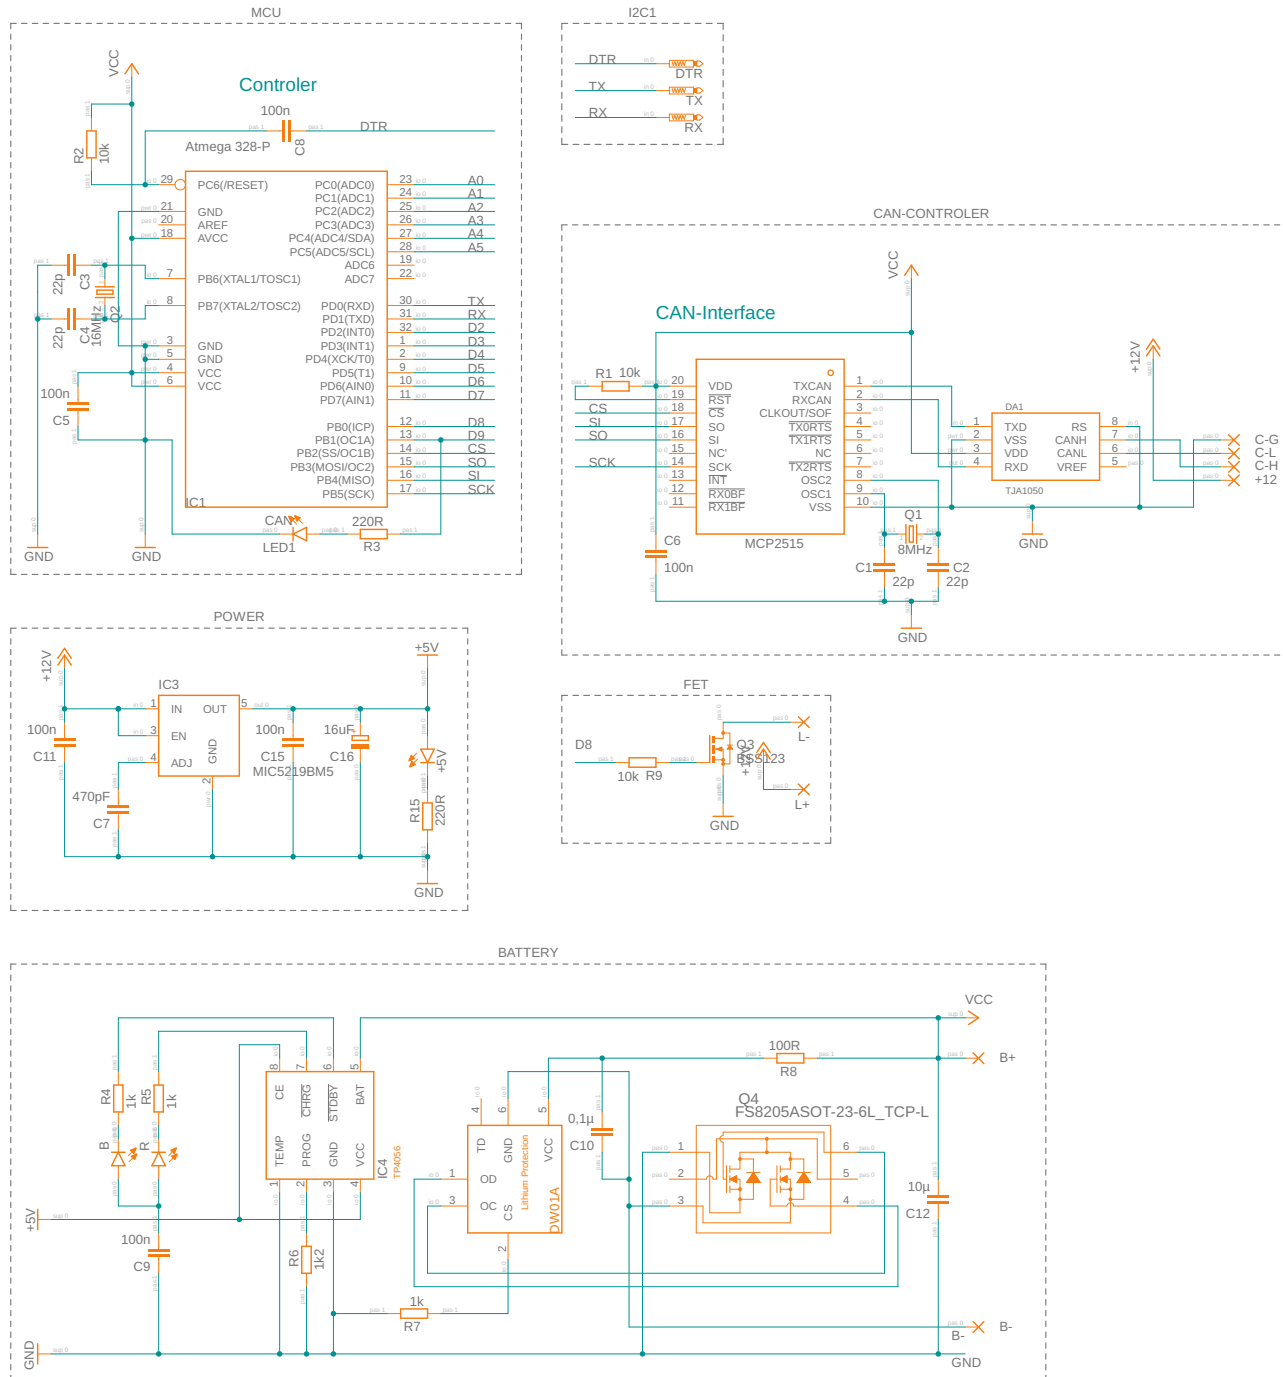 MCU
VCC
Controler
100n
C8
DTR
R2
10k
Atmega 328-P
29 PC6(/RESET)
21 GND
20 AREF
18 AVCC
7 PB6(XTAL1/TOSC1)
8 PB7(XTAL2/TOSC2)
3 GND
5 GND
4 VCC
6 VCC
PC0(ADC0) 23 A0
PC1(ADC1) 24 A1
PC2(ADC2) 25 A2
PC3(ADC3) 26 A3
PC4(ADC4/SDA) 27 A4
PC5(ADC5/SCL) 28 A5
ADC6 19
ADC7 22
PD0(RXD) 30 TX
PD1(TXD) 31 RX
PD2(INT0) 32 D2
PD3(INT1) 1 D3
PD4(XCK/T0) 2 D4
PD5(T1) 9 D5
PD6(AIN0) 10 D6
PD7(AIN1) 11 D7
PB0(ICP) 12 D8
PB1(OC1A) 13 D9
PB2(SS/OC1B) 14 CS
PB3(MOSI/OC2) 15 SO
PB4(MISO) 16 SI
PB5(SCK) 17 SCK
IC1
22p
C3
22p
C4
16MHz
Q2
100n
C5
CAN
LED1
220R
R3
GND
GND
I2C1
DTR
DTR
TX
TX
RX
RX
CAN-CONTROLER
VCC
CAN-Interface
R1 10k
CS
SI
SO
SCK
20 VDD
19 RST
18 CS
17 SO
16 SI
15 NC'
14 SCK
13 INT
12 RX0BF
11 RX1BF
TXCAN 1
RXCAN 2
CLKOUT/SOF 3
TX0RTS 4
TX1RTS 5
NC 6
TX2RTS 7
OSC2 8
OSC1 9
VSS 10
MCP2515
C6
100n
Q1
8MHz
C1
22p
C2
22p
GND
DA1
1 TXD
2 VSS
3 VDD
4 RXD
RS 8
CANH 7
CANL 6
VREF 5
TJA1050
GND
+12V
C-G
C-L
C-H
+12
POWER
+12V
IC3
1 IN
3 EN
4 ADJ
OUT 5
GND
2
MIC5219BM5
100n
C11
470pF
C7
100n
C15
16uF
C16
+5V
+5V
R15
220R
GND
FET
D8
10k R9
Q3
BSS123
+12V
L-
L+
GND
BATTERY
VCC
R4
1k
R5
1k
B
R
8 CE
7 CHRG
6 STDBY
5 BAT
TEMP 1
PROG 2
GND 3
VCC 4
IC4
TP4056
+5V
100n
C9
R6
1k2
1k
R7
4 TD
6 GND
5 VCC
1 OD
3 OC
CS
2
Lithium Protection
DW01A
0,1µ
C10
100R
R8
B+
Q4
FS8205ASOT-23-6L_TCP-L
1
2
3
6
5
4
10µ
C12
B-
B-
GND
GND